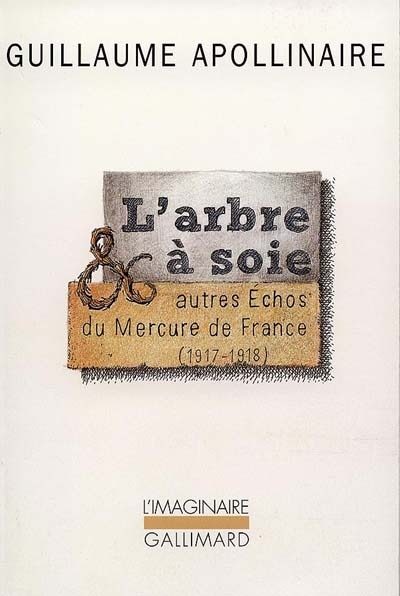 GUILLAUME APOLLINAIRE
L'arbre
à soie
&
autres Échos
du Mercure de France
(1917-1918)
L'IMAGINAIRE
GALLIMARD